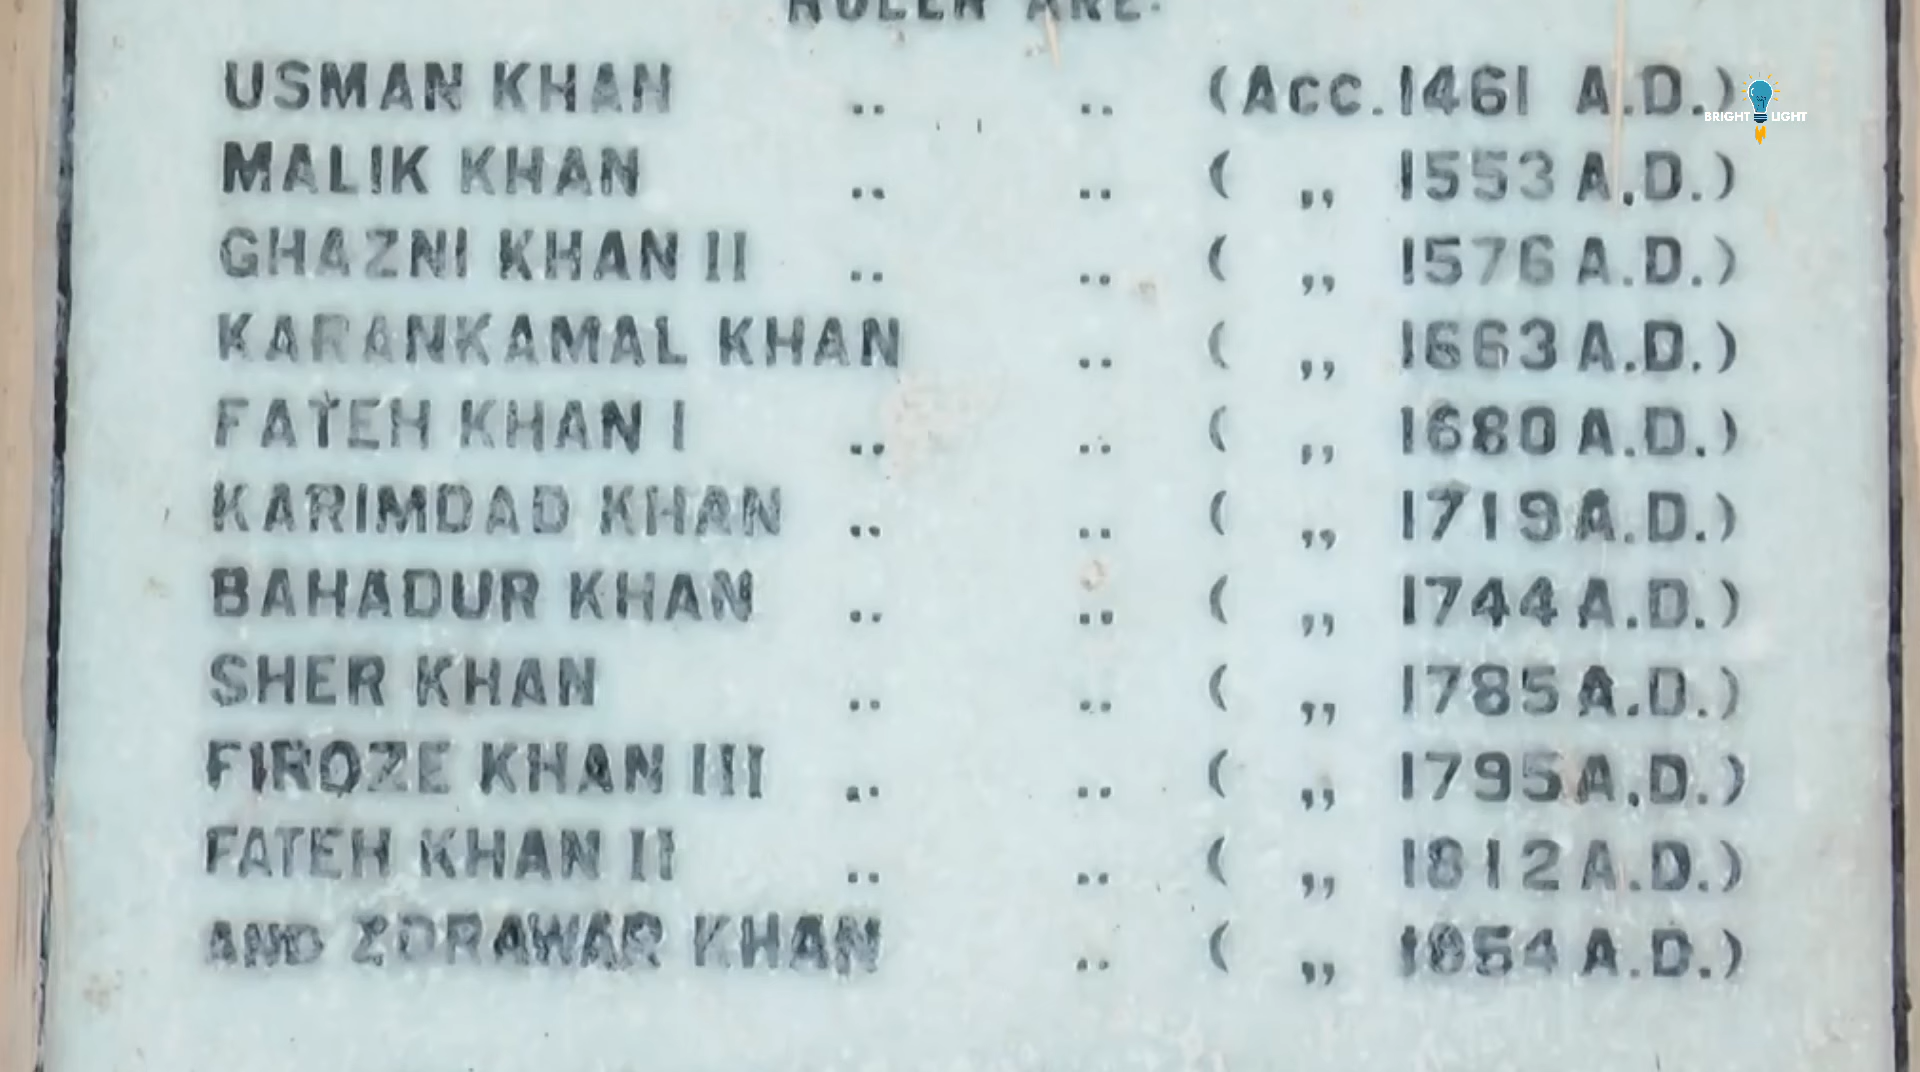 RULER ARE:
USMAN KHAN .. .. (Acc. 1461 A.D.)
MALIK KHAN .. .. ( „ 1553 A.D.)
GHAZNI KHAN II .. .. ( „ 1576 A.D.)
KARANKAMAL KHAN .. ( „ 1663 A.D.)
FATEH KHAN I .. .. ( „ 1680 A.D.)
KARIMDAD KHAN .. .. ( „ 1719 A.D.)
BAHADUR KHAN .. .. ( „ 1744 A.D.)
SHER KHAN .. .. ( „ 1785 A.D.)
FIROZE KHAN III .. .. ( „ 1795 A.D.)
FATEH KHAN II .. .. ( „ 1812 A.D.)
AND ZORAWAR KHAN .. ( „ 1854 A.D.)
BRIGHT LIGHT